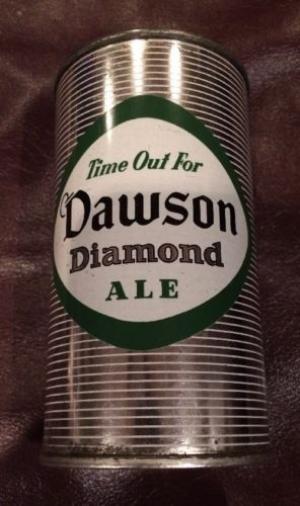 Time Out For
Dawson
Diamond
ALE